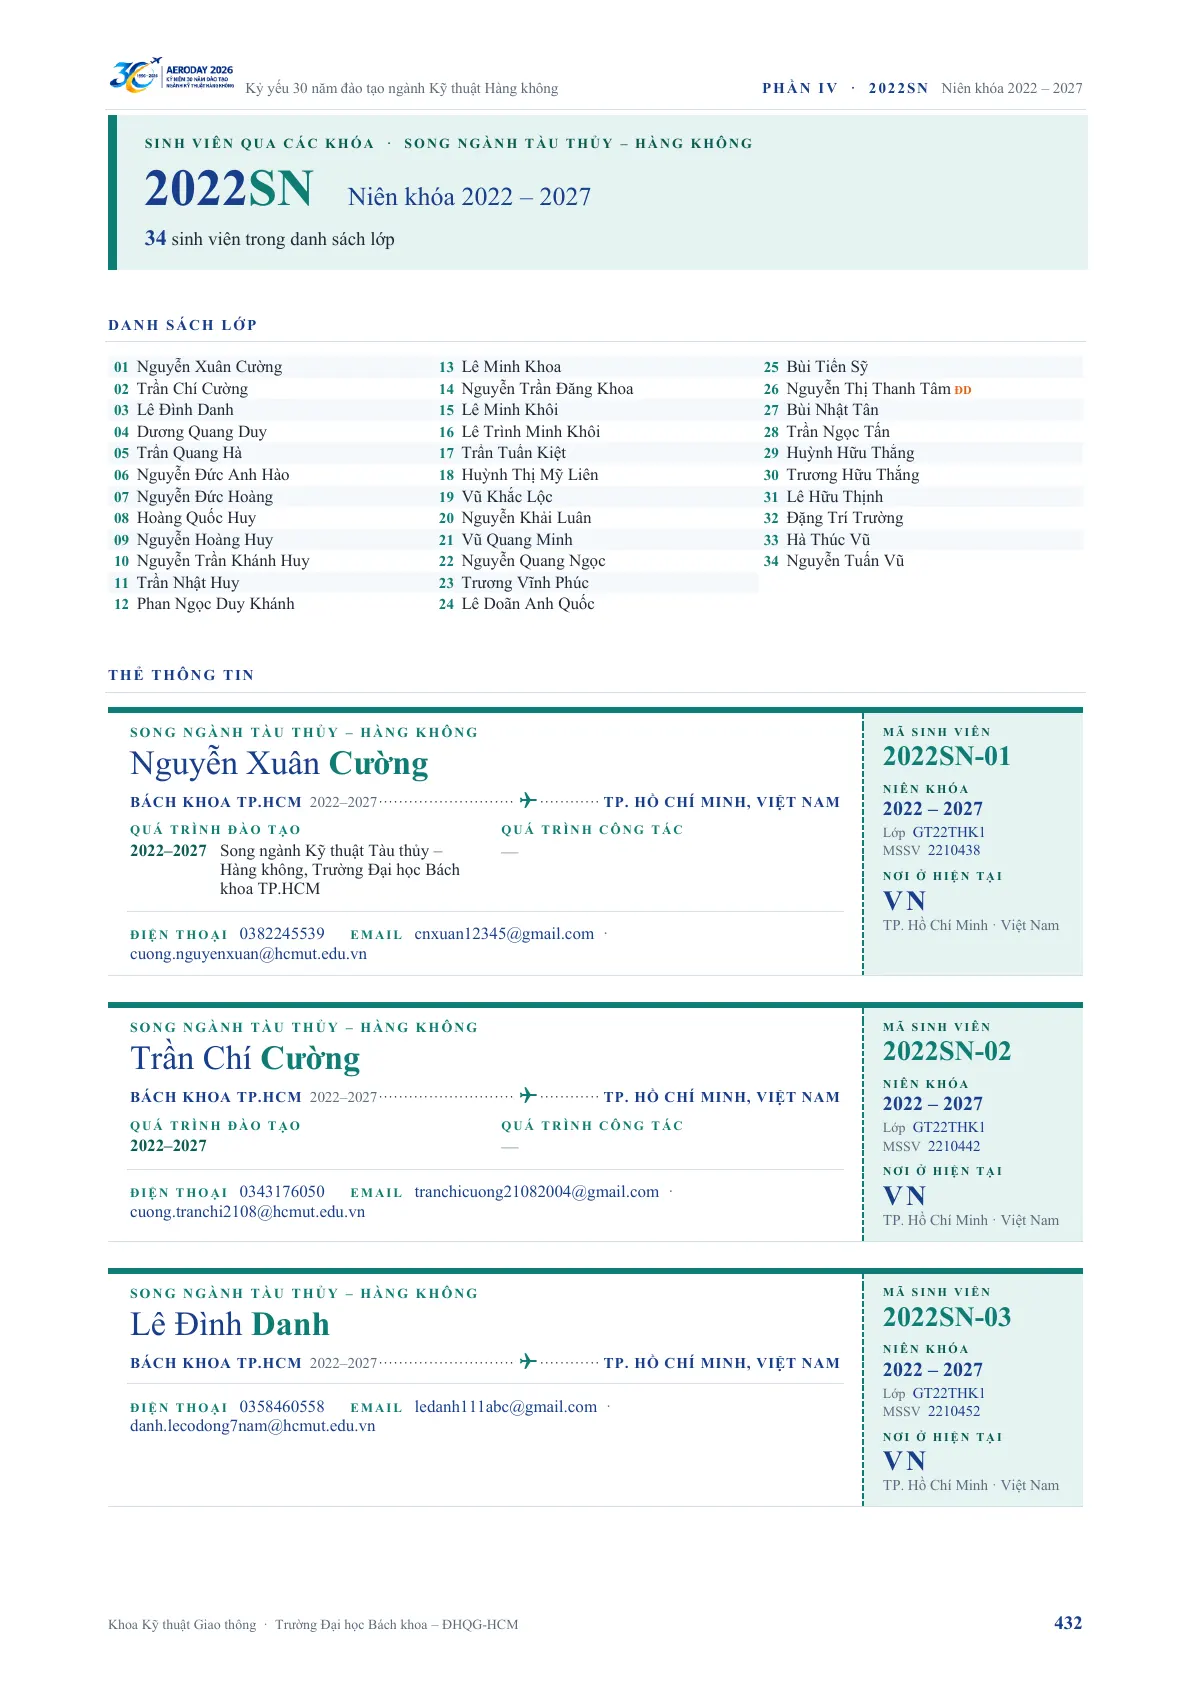 AERODAY 2026
KỶ NIỆM 30 NĂM ĐÀO TẠO
NGÀNH KỸ THUẬT HÀNG KHÔNG
Kỷ yếu 30 năm đào tạo ngành Kỹ thuật Hàng không
PHẦN IV · 2022SN Niên khóa 2022 – 2027
SINH VIÊN QUA CÁC KHÓA · SONG NGÀNH TÀU THỦY – HÀNG KHÔNG
2022SN Niên khóa 2022 – 2027
34 sinh viên trong danh sách lớp
DANH SÁCH LỚP
01 Nguyễn Xuân Cường
02 Trần Chí Cường
03 Lê Đình Danh
04 Dương Quang Duy
05 Trần Quang Hà
06 Nguyễn Đức Anh Hào
07 Nguyễn Đức Hoàng
08 Hoàng Quốc Huy
09 Nguyễn Hoàng Huy
10 Nguyễn Trần Khánh Huy
11 Trần Nhật Huy
12 Phan Ngọc Duy Khánh
13 Lê Minh Khoa
14 Nguyễn Trần Đăng Khoa
15 Lê Minh Khôi
16 Lê Trình Minh Khôi
17 Trần Tuấn Kiệt
18 Huỳnh Thị Mỹ Liên
19 Vũ Khắc Lộc
20 Nguyễn Khải Luân
21 Vũ Quang Minh
22 Nguyễn Quang Ngọc
23 Trương Vĩnh Phúc
24 Lê Doãn Anh Quốc
25 Bùi Tiến Sỹ
26 Nguyễn Thị Thanh Tâm ĐD
27 Bùi Nhật Tân
28 Trần Ngọc Tấn
29 Huỳnh Hữu Thắng
30 Trương Hữu Thắng
31 Lê Hữu Thịnh
32 Đặng Trí Trường
33 Hà Thúc Vũ
34 Nguyễn Tuấn Vũ
THẺ THÔNG TIN
SONG NGÀNH TÀU THỦY – HÀNG KHÔNG
Nguyễn Xuân Cường
BÁCH KHOA TP.HCM 2022–2027 TP. HỒ CHÍ MINH, VIỆT NAM
QUÁ TRÌNH ĐÀO TẠO
2022–2027 Song ngành Kỹ thuật Tàu thủy –
Hàng không, Trường Đại học Bách
khoa TP.HCM
QUÁ TRÌNH CÔNG TÁC
—
ĐIỆN THOẠI 0382245539 EMAIL cnxuan12345@gmail.com ·
cuong.nguyenxuan@hcmut.edu.vn
MÃ SINH VIÊN
2022SN-01
NIÊN KHÓA
2022 – 2027
Lớp GT22THK1
MSSV 2210438
NƠI Ở HIỆN TẠI
VN
TP. Hồ Chí Minh · Việt Nam
SONG NGÀNH TÀU THỦY – HÀNG KHÔNG
Trần Chí Cường
BÁCH KHOA TP.HCM 2022–2027 TP. HỒ CHÍ MINH, VIỆT NAM
QUÁ TRÌNH ĐÀO TẠO
2022–2027
QUÁ TRÌNH CÔNG TÁC
—
ĐIỆN THOẠI 0343176050 EMAIL tranchicuong21082004@gmail.com ·
cuong.tranchi2108@hcmut.edu.vn
MÃ SINH VIÊN
2022SN-02
NIÊN KHÓA
2022 – 2027
Lớp GT22THK1
MSSV 2210442
NƠI Ở HIỆN TẠI
VN
TP. Hồ Chí Minh · Việt Nam
SONG NGÀNH TÀU THỦY – HÀNG KHÔNG
Lê Đình Danh
BÁCH KHOA TP.HCM 2022–2027 TP. HỒ CHÍ MINH, VIỆT NAM
ĐIỆN THOẠI 0358460558 EMAIL ledanh111abc@gmail.com ·
danh.lecodong7nam@hcmut.edu.vn
MÃ SINH VIÊN
2022SN-03
NIÊN KHÓA
2022 – 2027
Lớp GT22THK1
MSSV 2210452
NƠI Ở HIỆN TẠI
VN
TP. Hồ Chí Minh · Việt Nam
Khoa Kỹ thuật Giao thông · Trường Đại học Bách khoa – ĐHQG-HCM
432